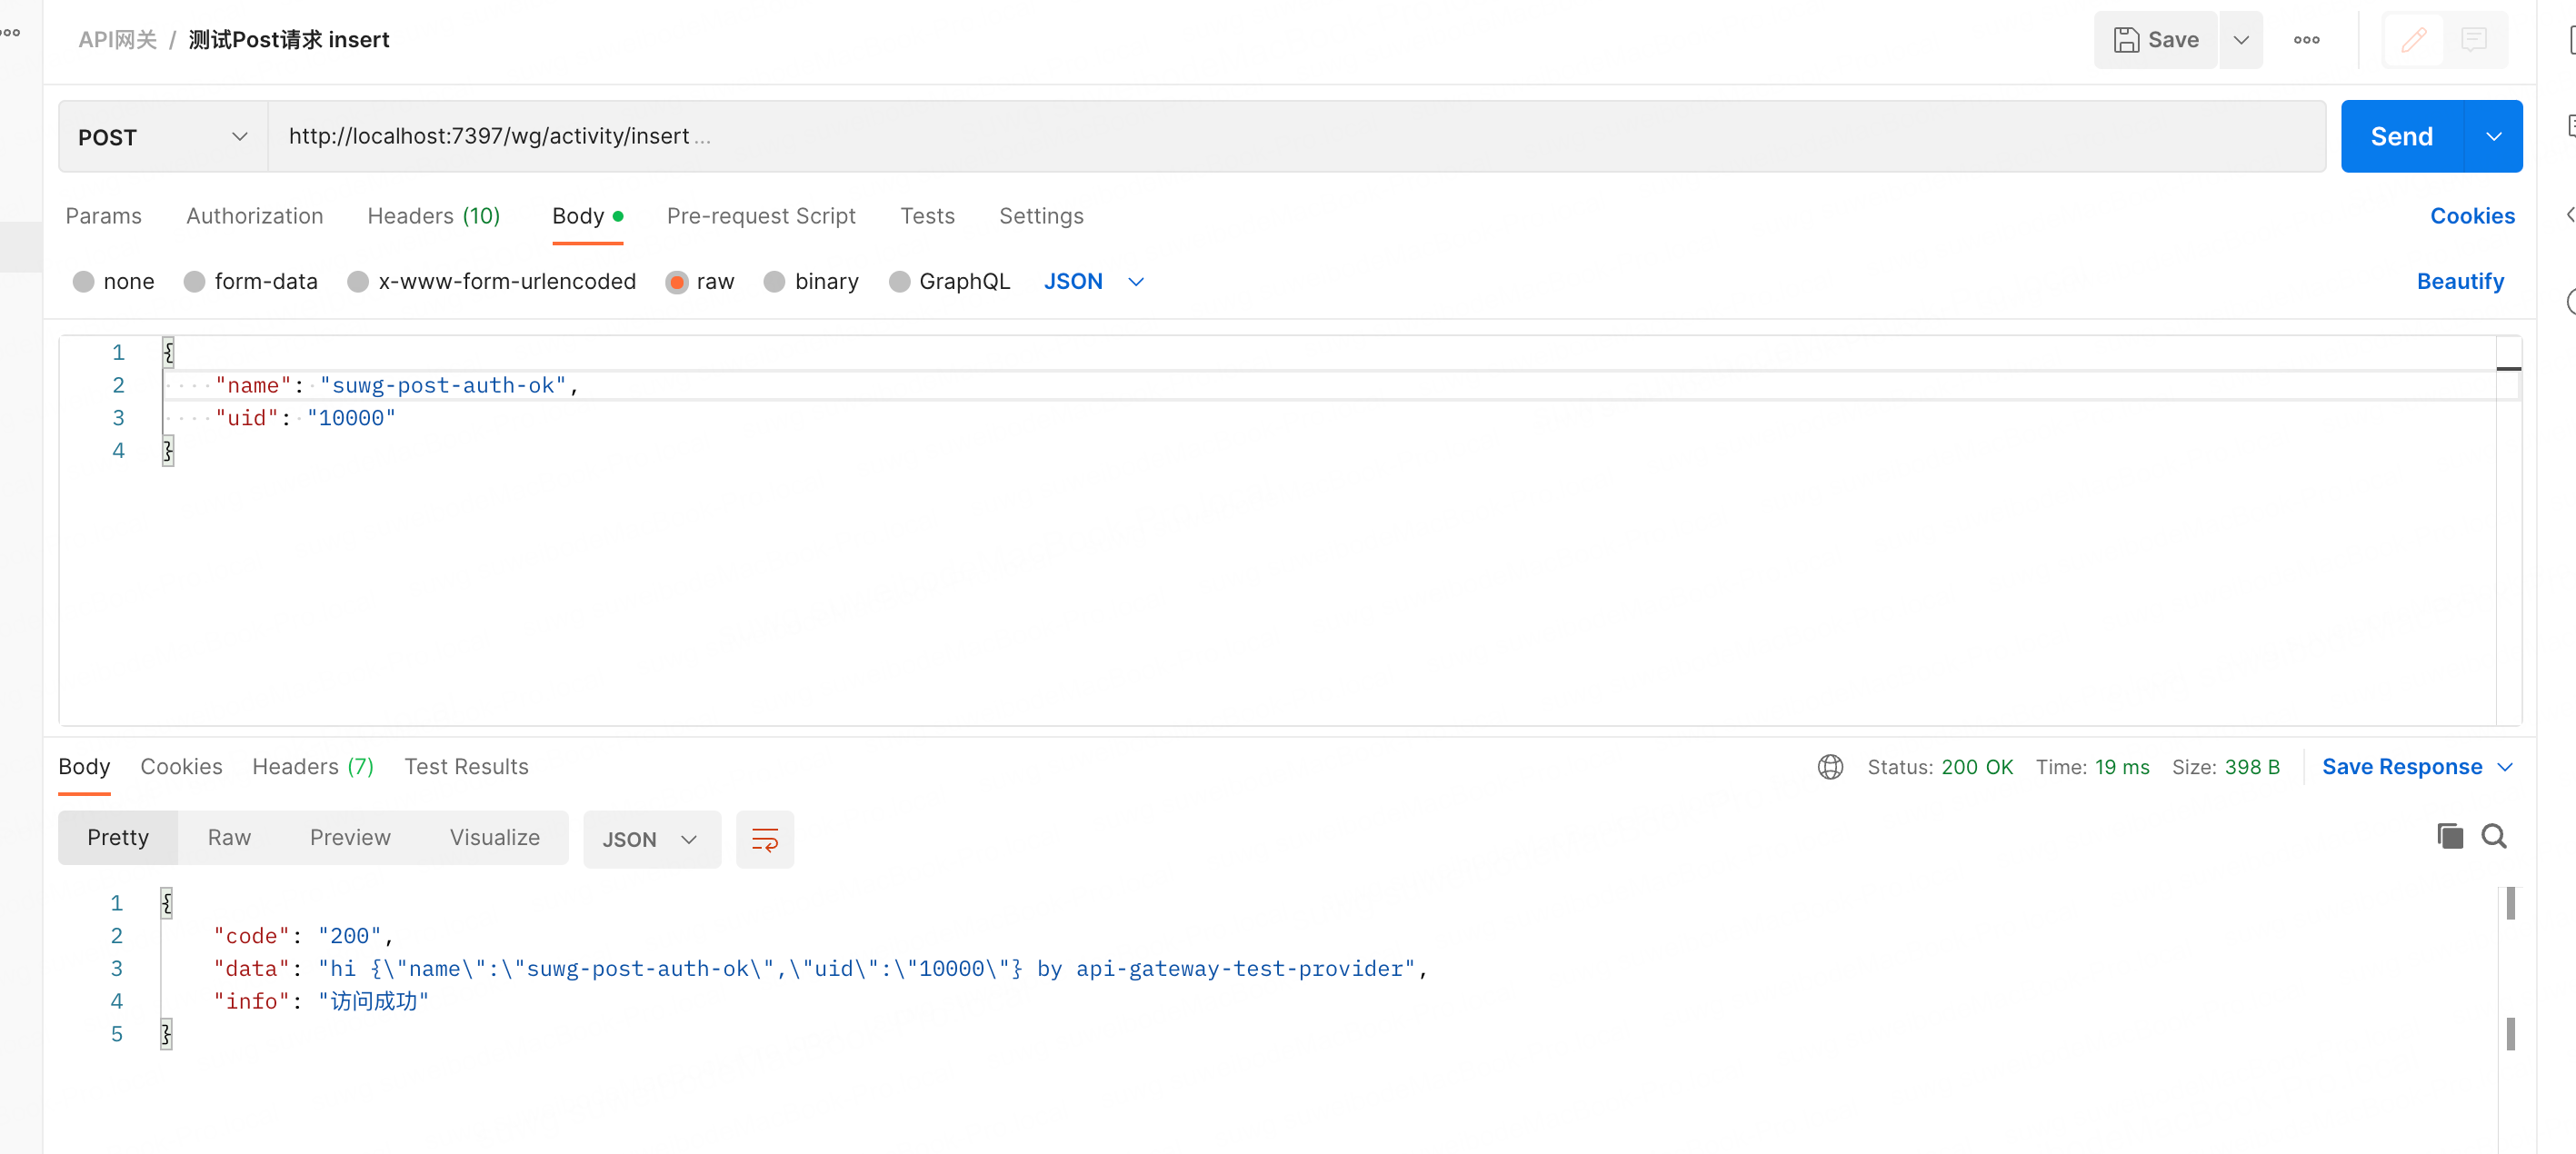 API网关 / 测试Post请求 insert
Save
POST
http://localhost:7397/wg/activity/insert ...
Send
Params Authorization Headers (10) Body Pre-request Script Tests Settings Cookies
none form-data x-www-form-urlencoded raw binary GraphQL JSON Beautify
1 {
2 "name": "suwg-post-auth-ok",
3 "uid": "10000"
4 }
Body Cookies Headers (7) Test Results Status: 200 OK Time: 19 ms Size: 398 B Save Response
Pretty Raw Preview Visualize JSON
1 {
2 "code": "200",
3 "data": "hi {\"name\":\"suwg-post-auth-ok\",\"uid\":\"10000\"} by api-gateway-test-provider",
4 "info": "访问成功"
5 }